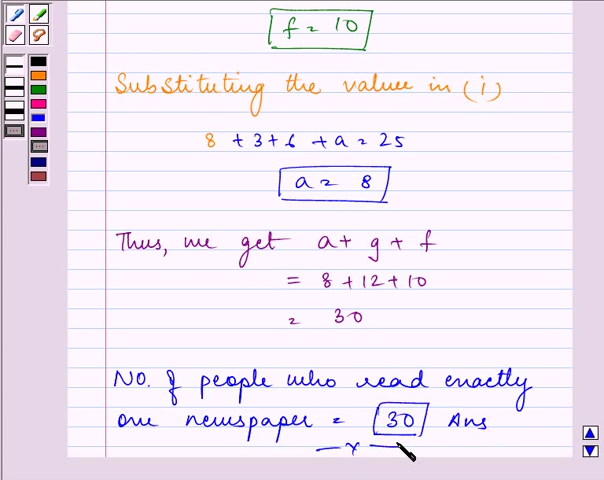 f = 10
Substituting the value in (i)
8 + 3 + 6 + a = 25
a = 8
Thus, we get a + g + f
= 8 + 12 + 10
= 30
No. of people who read exactly
one newspaper = 30 Ans